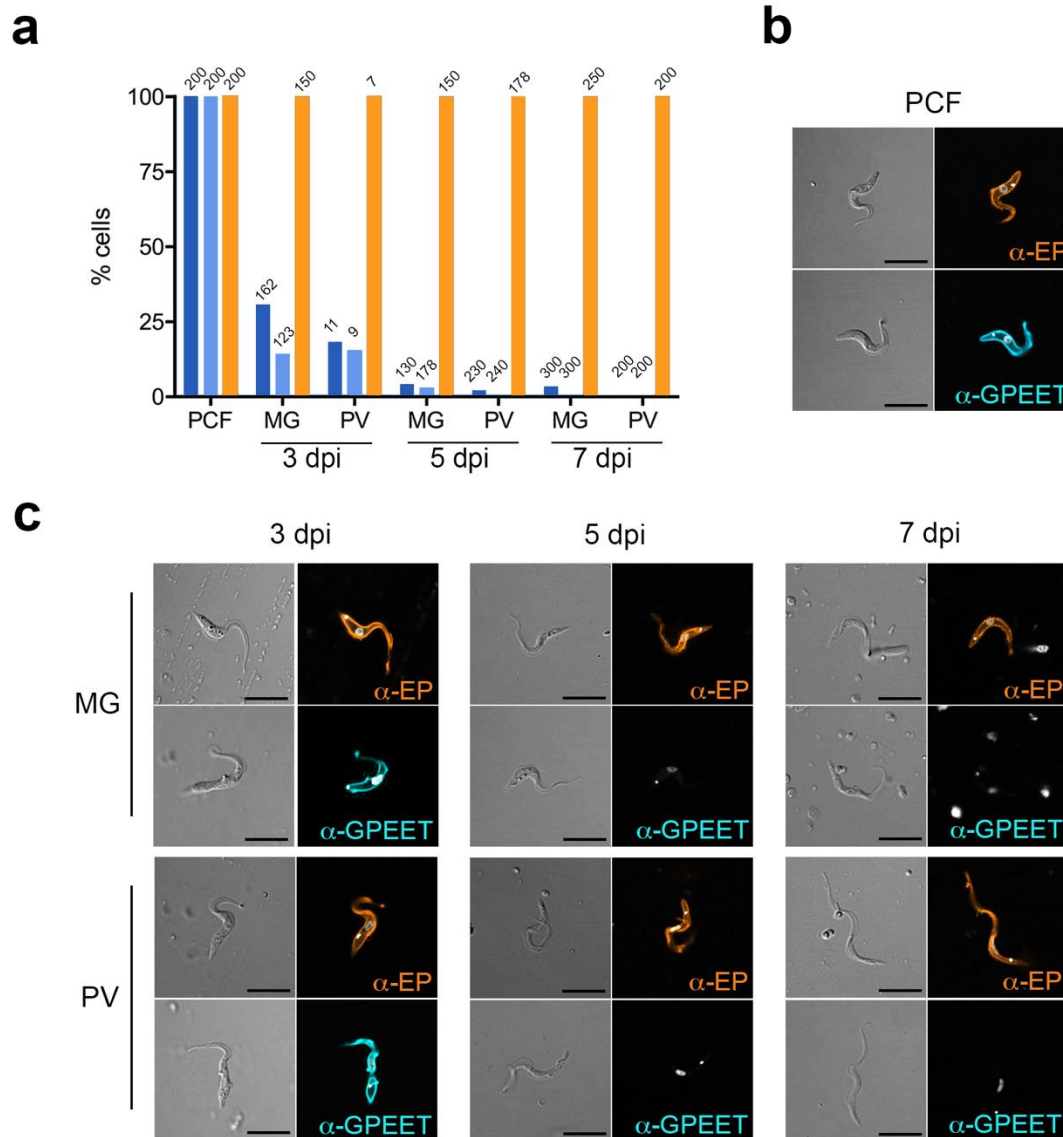 a
200 200 200 150 7 150 178 250 200
100
75
50
25
0
% cells
162 123 11 9 130 178 230 240 300 300 200 200
PCF MG PV MG PV MG PV
3 dpi 5 dpi 7 dpi
b
PCF
α-EP
α-GPEET
c
3 dpi 5 dpi 7 dpi
MG
α-EP α-EP α-EP
α-GPEET α-GPEET α-GPEET
PV
α-EP α-EP α-EP
α-GPEET α-GPEET α-GPEET